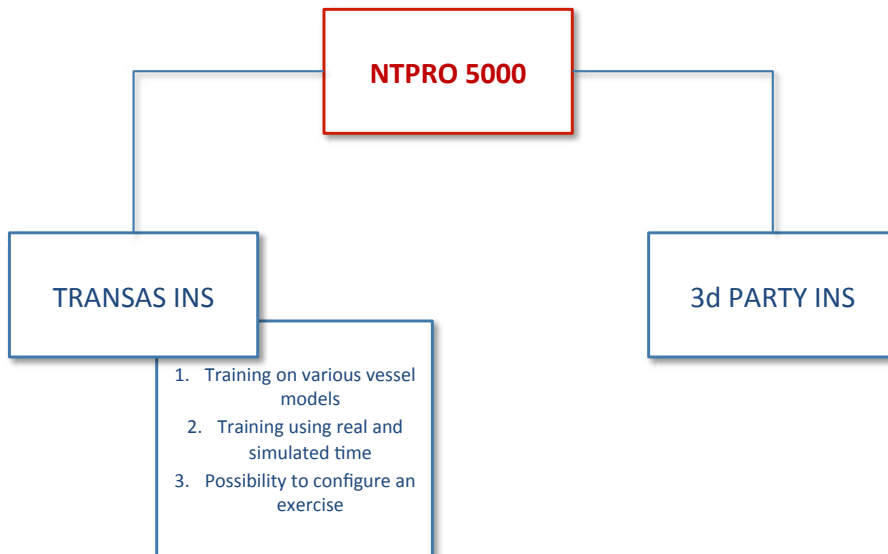 NTPRO 5000
TRANSAS INS
3d PARTY INS
1. Training on various vessel
models
2. Training using real and
simulated time
3. Possibility to configure an
exercise